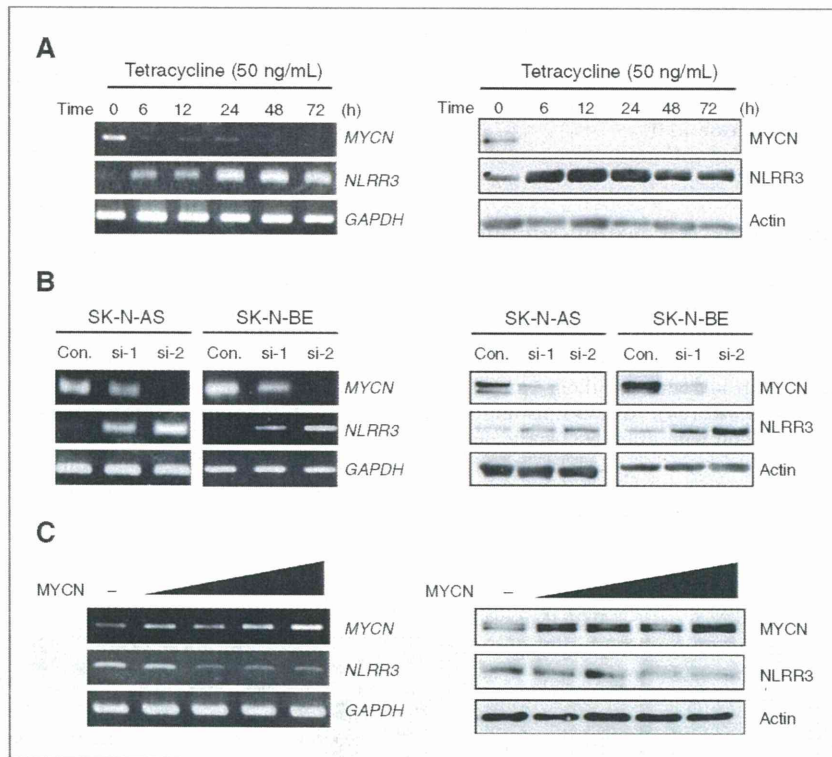 A
Tetracycline (50 ng/mL)
Time 0 6 12 24 48 72 (h)
MYCN
NLRR3
GAPDH
Tetracycline (50 ng/mL)
Time 0 6 12 24 48 72 (h)
MYCN
NLRR3
Actin
B
SK-N-AS SK-N-BE
Con. si-1 si-2 Con. si-1 si-2
MYCN
NLRR3
GAPDH
SK-N-AS SK-N-BE
Con. si-1 si-2 Con. si-1 si-2
MYCN
NLRR3
Actin
C
MYCN –
MYCN
NLRR3
GAPDH
MYCN –
MYCN
NLRR3
Actin